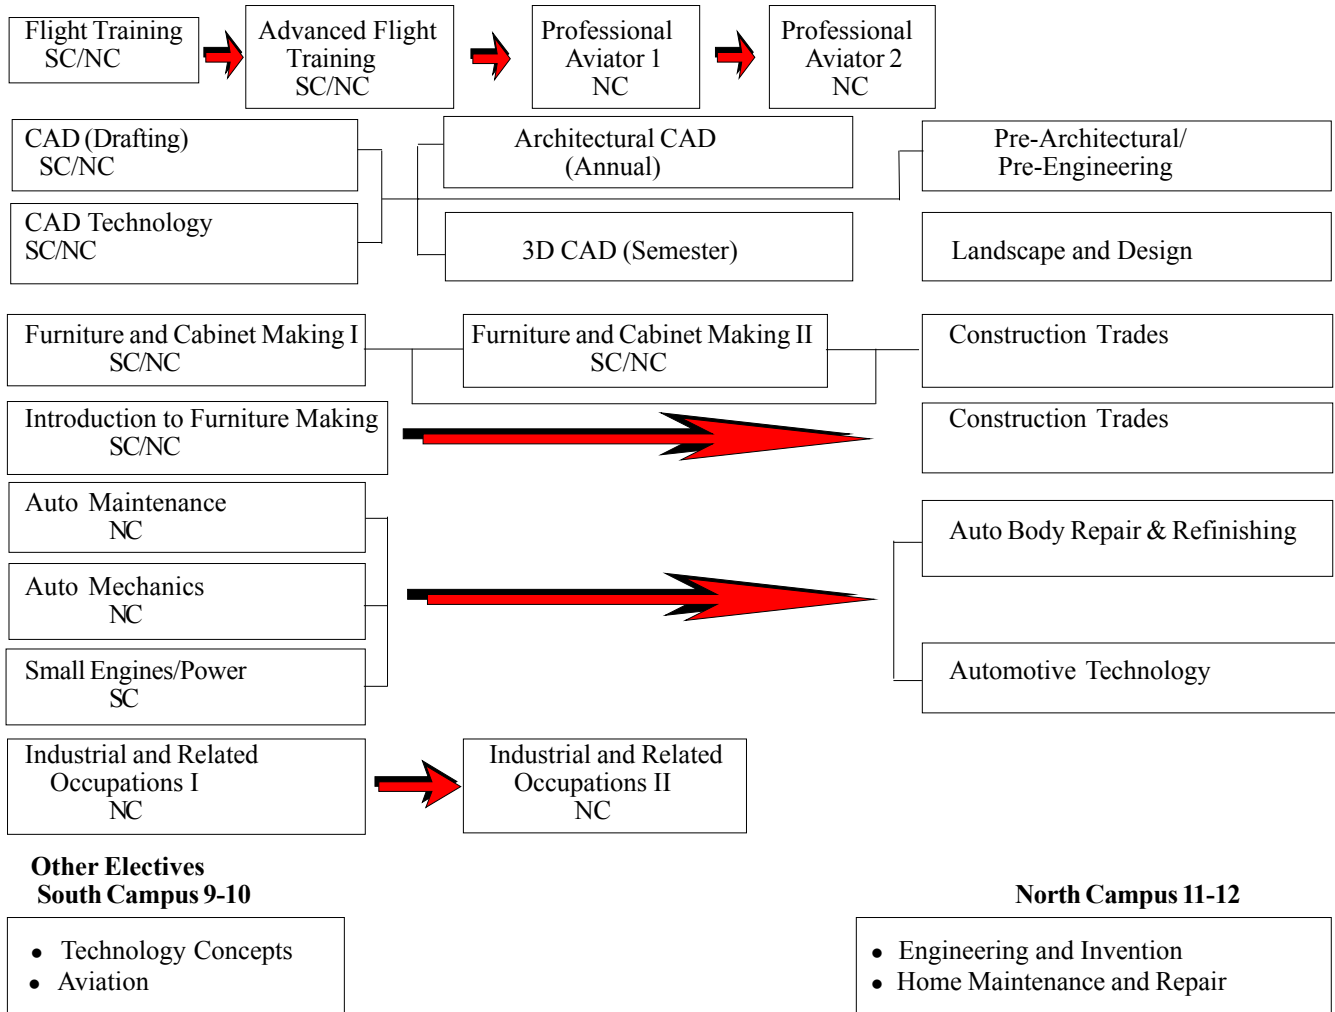 Flight Training
SC/NC
Advanced Flight
Training
SC/NC
Professional
Aviator 1
NC
Professional
Aviator 2
NC
CAD (Drafting)
SC/NC
Architectural CAD
(Annual)
Pre-Architectural/
Pre-Engineering
CAD Technology
SC/NC
3D CAD (Semester)
Landscape and Design
Furniture and Cabinet Making I
SC/NC
Furniture and Cabinet Making II
SC/NC
Construction Trades
Introduction to Furniture Making
SC/NC
Construction Trades
Auto Maintenance
NC
Auto Body Repair & Refinishing
Auto Mechanics
NC
Small Engines/Power
SC
Automotive Technology
Industrial and Related
Occupations I
NC
Industrial and Related
Occupations II
NC
Other Electives
South Campus 9-10
North Campus 11-12
• Technology Concepts
• Aviation
• Engineering and Invention
• Home Maintenance and Repair